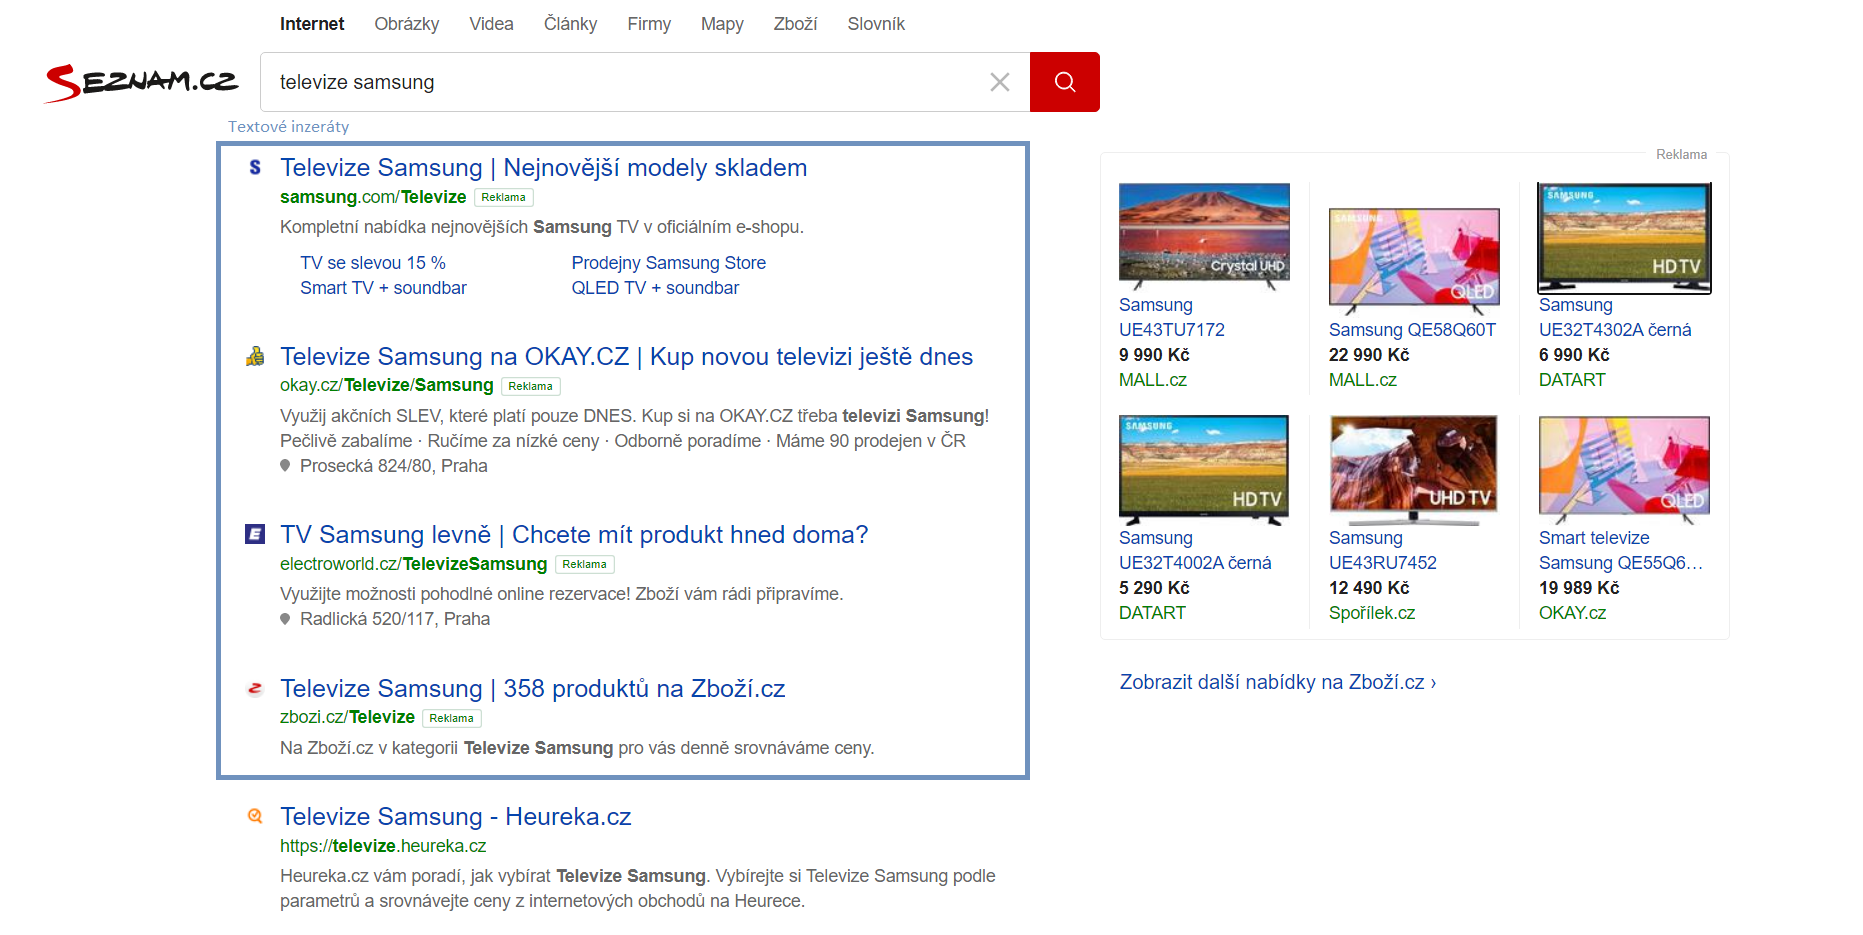 Internet Obrázky Videa Články Firmy Mapy Zboží Slovník
SEZNAM.CZ
televize samsung
Textové inzeráty
Televize Samsung | Nejnovější modely skladem
samsung.com/Televize Reklama
Kompletní nabídka nejnovějších Samsung TV v oficiálním e-shopu.
TV se slevou 15 % Prodejny Samsung Store
Smart TV + soundbar QLED TV + soundbar
Televize Samsung na OKAY.CZ | Kup novou televizi ještě dnes
okay.cz/Televize/Samsung Reklama
Využij akčních SLEV, které platí pouze DNES. Kup si na OKAY.CZ třeba televizi Samsung!
Pečlivě zabalíme · Ručíme za nízké ceny · Odborně poradíme · Máme 90 prodejen v ČR
Prosecká 824/80, Praha
TV Samsung levně | Chcete mít produkt hned doma?
electroworld.cz/TelevizeSamsung Reklama
Využijte možnosti pohodlné online rezervace! Zboží vám rádi připravíme.
Radlická 520/117, Praha
Televize Samsung | 358 produktů na Zboží.cz
zbozi.cz/Televize Reklama
Na Zboží.cz v kategorii Televize Samsung pro vás denně srovnáváme ceny.
Televize Samsung - Heureka.cz
https://televize.heureka.cz
Heureka.cz vám poradí, jak vybírat Televize Samsung. Vybírejte si Televize Samsung podle
parametrů a srovnávejte ceny z internetových obchodů na Heurece.
Reklama
Crystal UHD
Samsung
UE43TU7172
9 990 Kč
MALL.cz
SAMSUNG
QLED
Samsung QE58Q60T
22 990 Kč
MALL.cz
SAMSUNG
HDTV
Samsung
UE32T4302A černá
6 990 Kč
DATART
SAMSUNG
HDTV
Samsung
UE32T4002A černá
5 290 Kč
DATART
UHD TV
Samsung
UE43RU7452
12 490 Kč
Spořílek.cz
QLED
Smart televize
Samsung QE55Q6…
19 989 Kč
OKAY.cz
Zobrazit další nabídky na Zboží.cz ›